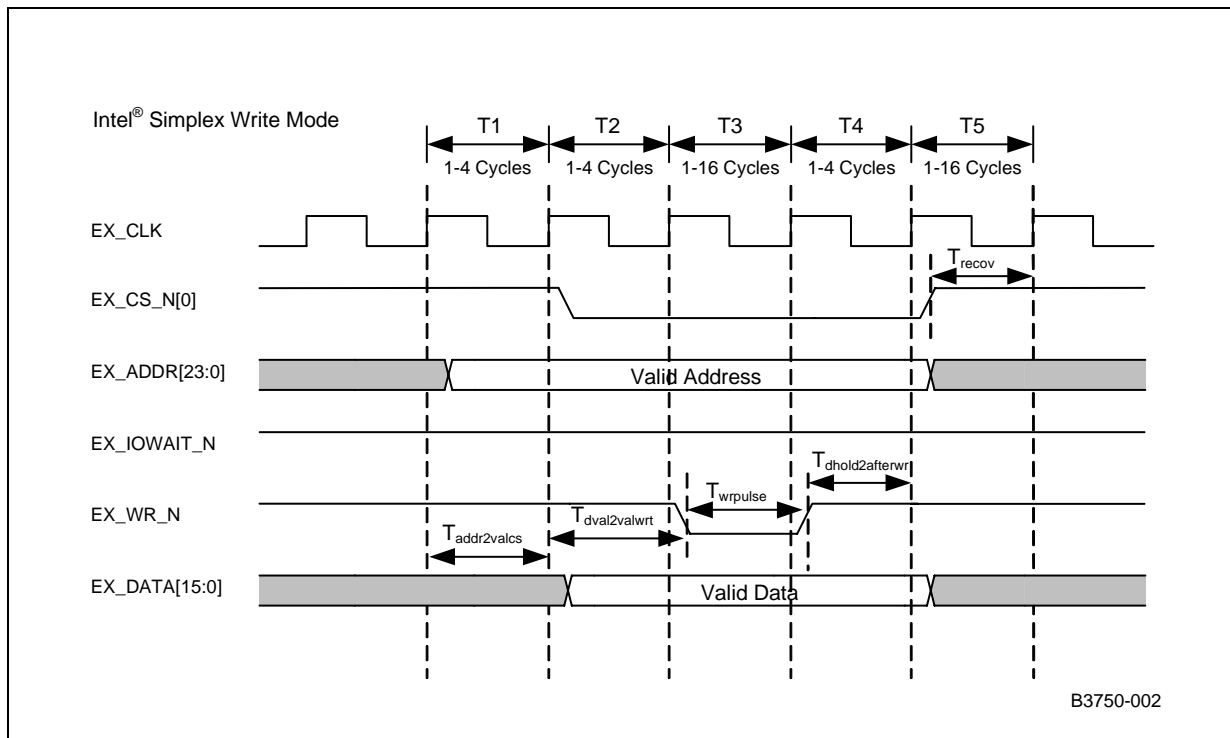 Intel® Simplex Write Mode
T1 T2 T3 T4 T5
1-4 Cycles 1-4 Cycles 1-16 Cycles 1-4 Cycles 1-16 Cycles
EX_CLK
Trecov
EX_CS_N[0]
EX_ADDR[23:0] Valid Address
EX_IOWAIT_N
Tdhold2afterwr
Twrpulse
EX_WR_N
Tdval2valwrt
Taddr2valcs
EX_DATA[15:0] Valid Data
B3750-002